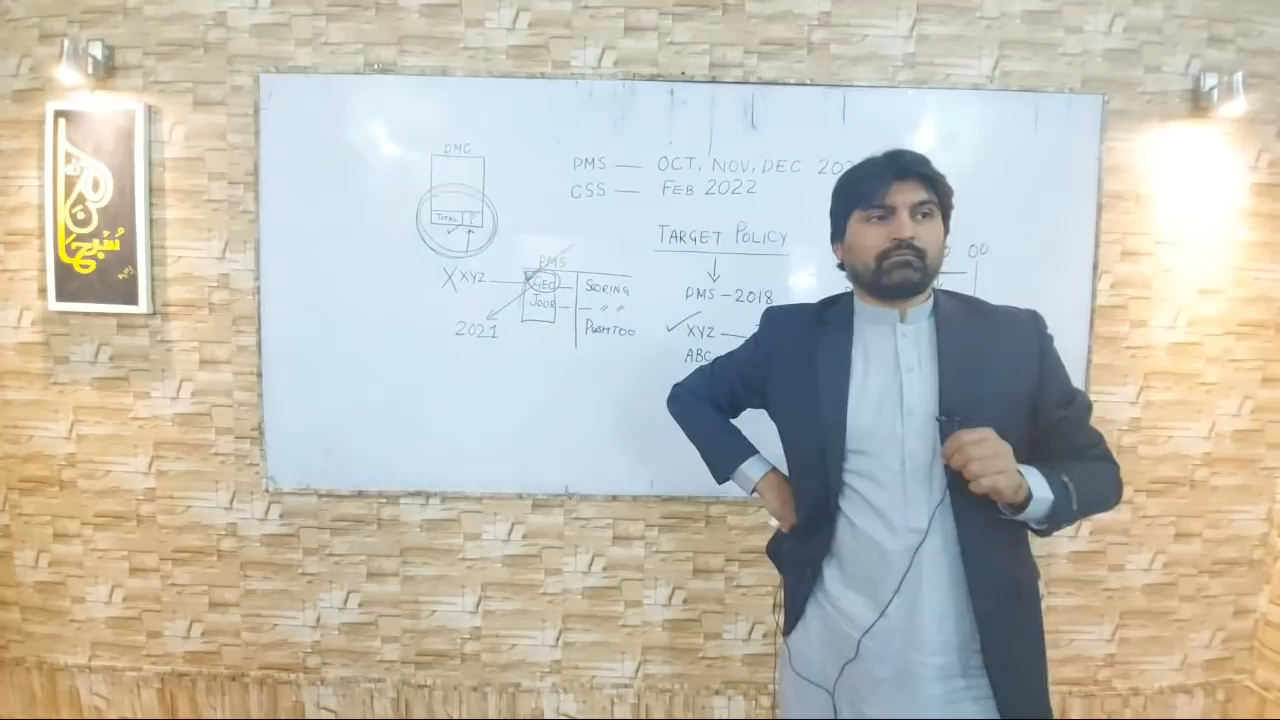 DMC
TOTAL P
XYZ
2021
PMS
GEO SCORING
JOUR 〃
PUSHTOO
PMS — OCT, NOV, DEC
CSS — FEB 2022
TARGET POLICY
PMS - 2018
XYZ —
ABC
00
سبحان